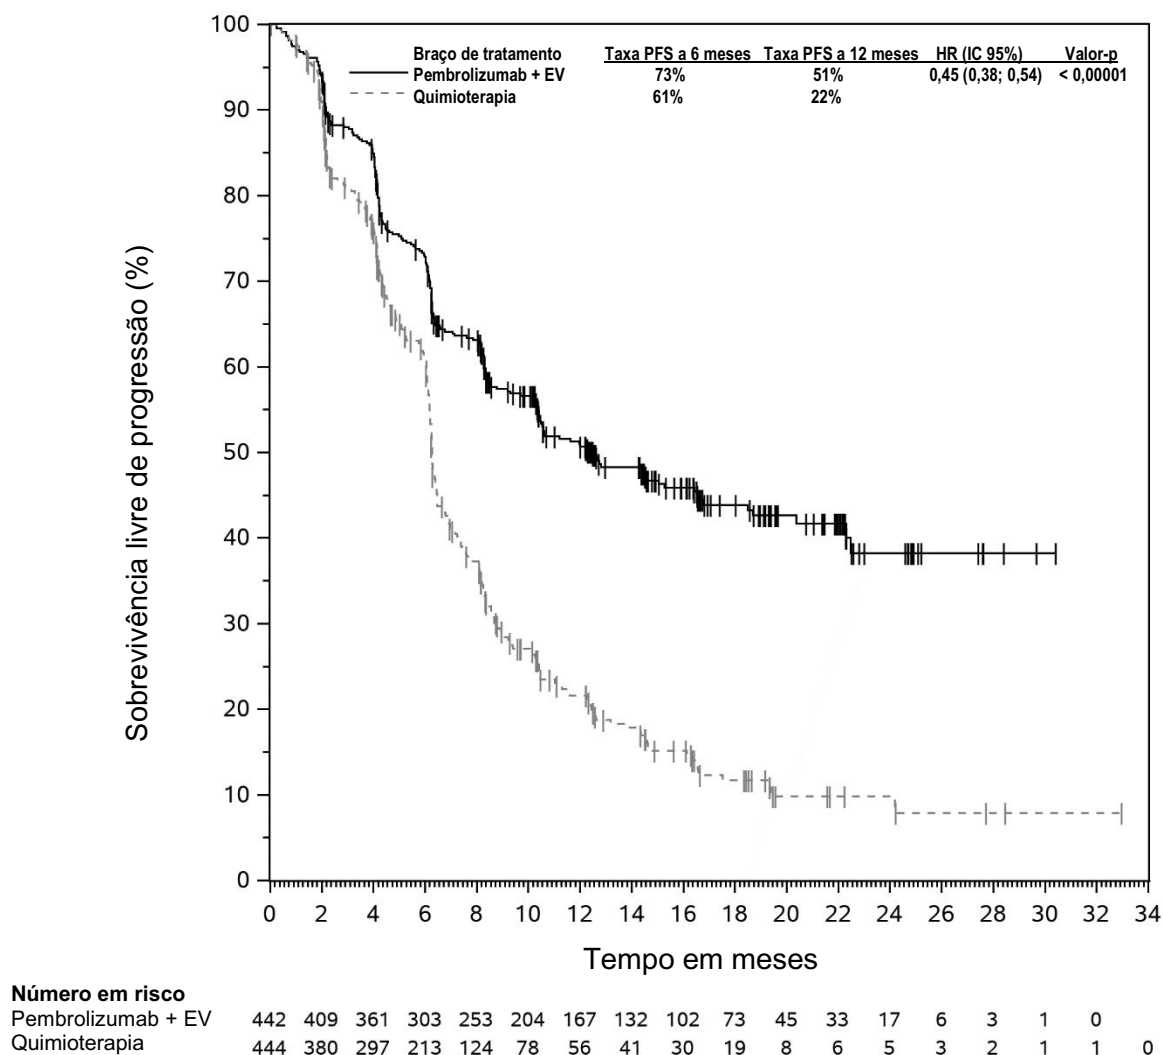 Braço de tratamento Taxa PFS a 6 meses Taxa PFS a 12 meses HR (IC 95%) Valor-p
Pembrolizumab + EV 73% 51% 0,45 (0,38; 0,54) < 0,00001
Quimioterapia 61% 22%
Sobrevivência livre de progressão (%)
100
90
80
70
60
50
40
30
20
10
0
0 2 4 6 8 10 12 14 16 18 20 22 24 26 28 30 32 34
Tempo em meses
Número em risco
Pembrolizumab + EV 442 409 361 303 253 204 167 132 102 73 45 33 17 6 3 1 0
Quimioterapia 444 380 297 213 124 78 56 41 30 19 8 6 5 3 2 1 1 0